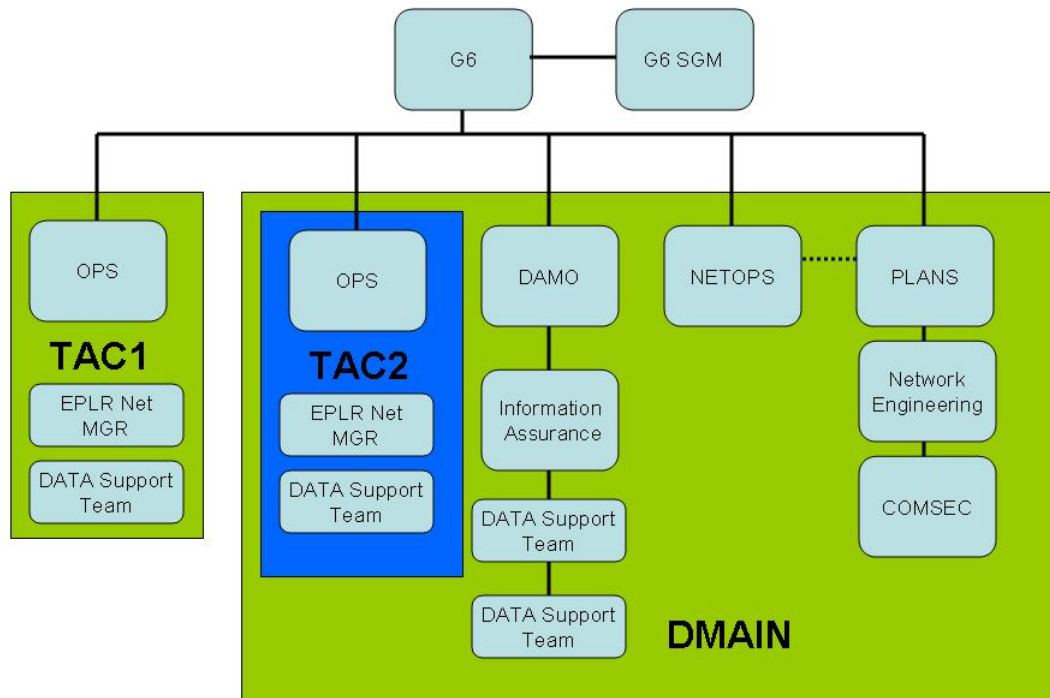 G6
G6 SGM
OPS
TAC1
EPLR Net
MGR
DATA Support
Team
OPS
TAC2
EPLR Net
MGR
DATA Support
Team
DAMO
Information
Assurance
DATA Support
Team
DATA Support
Team
NETOPS
PLANS
Network
Engineering
COMSEC
DMAIN